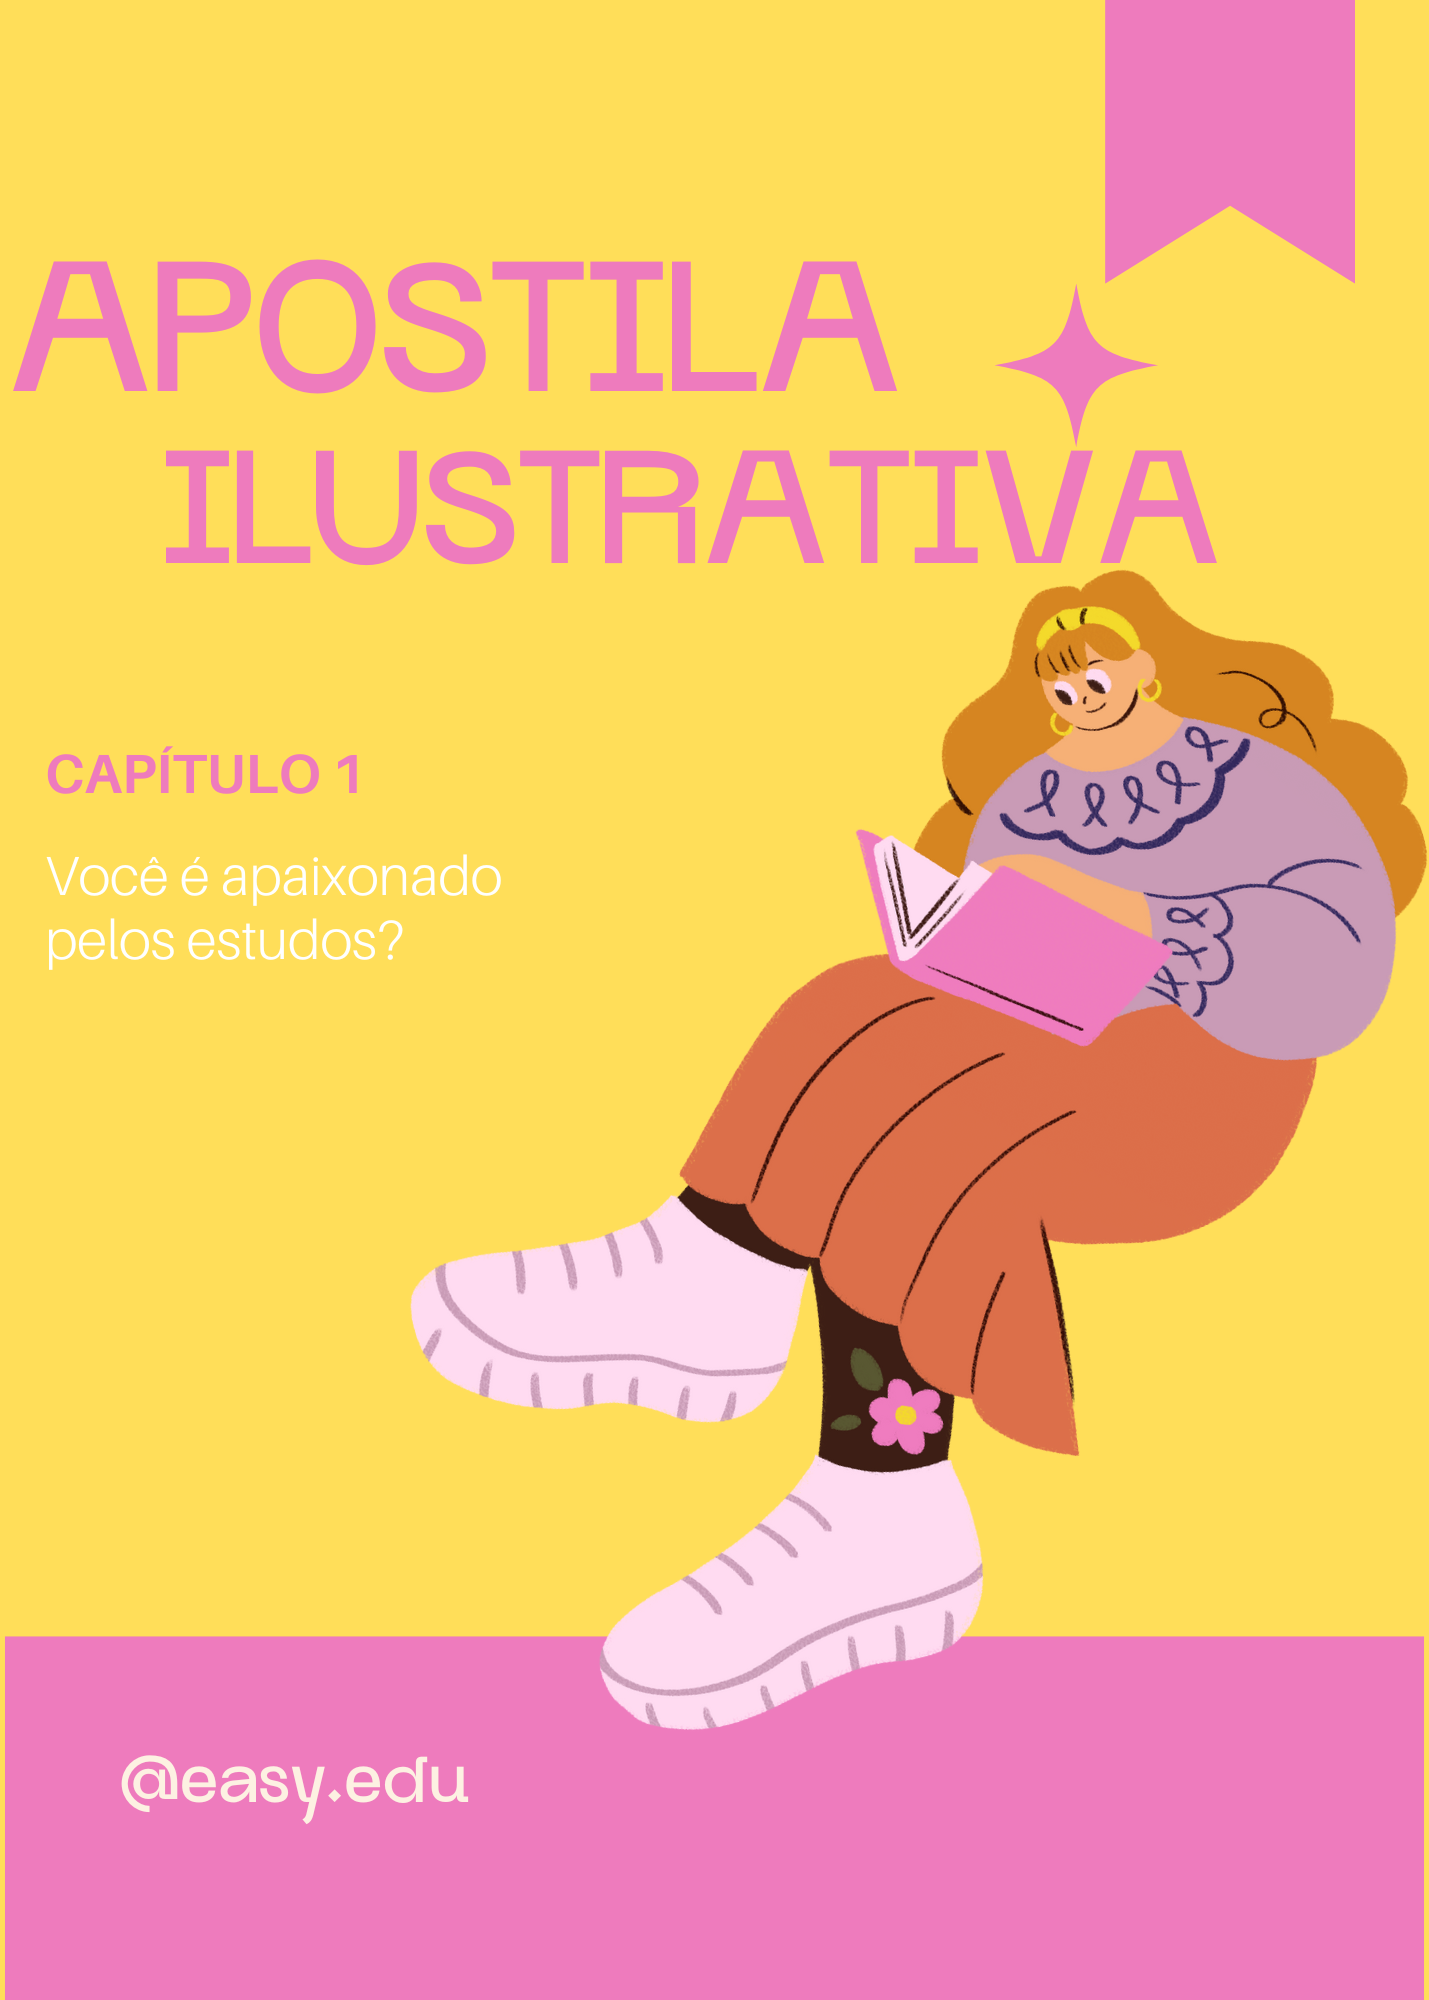 APOSTILA
ILUSTRATIVA
CAPÍTULO 1
Você é apaixonado
pelos estudos?
@easy.edu